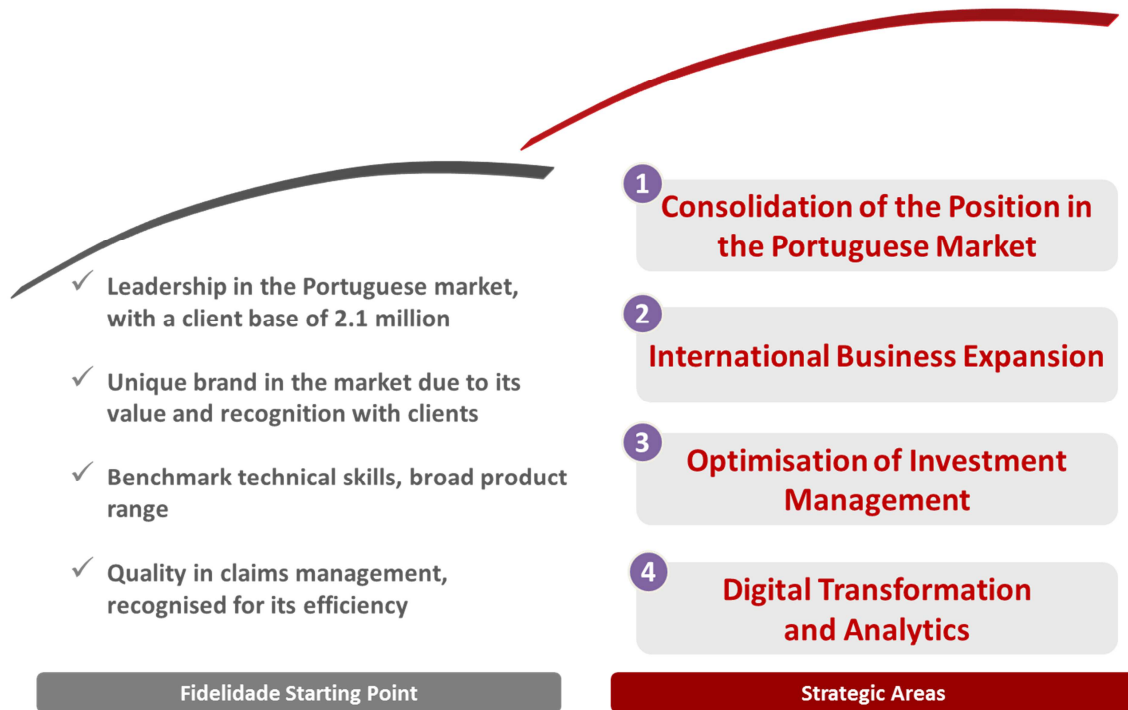 ✓ Leadership in the Portuguese market,
with a client base of 2.1 million
✓ Unique brand in the market due to its
value and recognition with clients
✓ Benchmark technical skills, broad product
range
✓ Quality in claims management,
recognised for its efficiency
Fidelidade Starting Point
1
Consolidation of the Position in
the Portuguese Market
2
International Business Expansion
3
Optimisation of Investment
Management
4
Digital Transformation
and Analytics
Strategic Areas